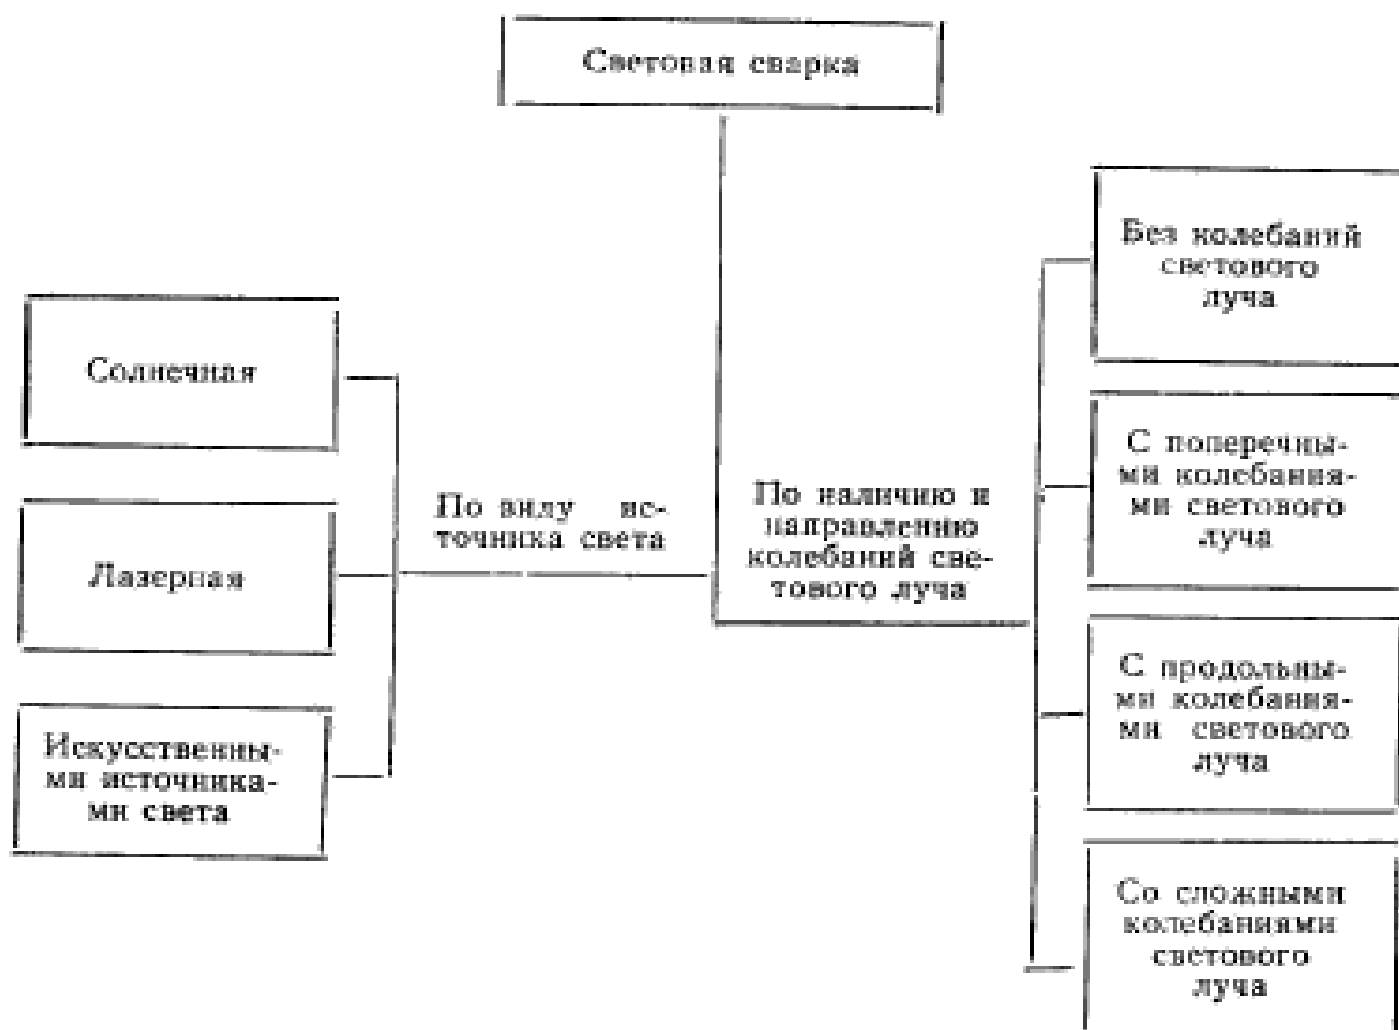 Световая сварка
Солнечная
Лазерная
Искусственны-
ми источника-
ми света
По виду ис-
точника света
По наличию и
направлению
колебаний све-
тового луча
Без колебаний
светового
луча
С поперечны-
ми колебания-
ми светового
луча
С продольны-
ми колебания-
ми светового
луча
Со сложными
колебаниями
светового
луча